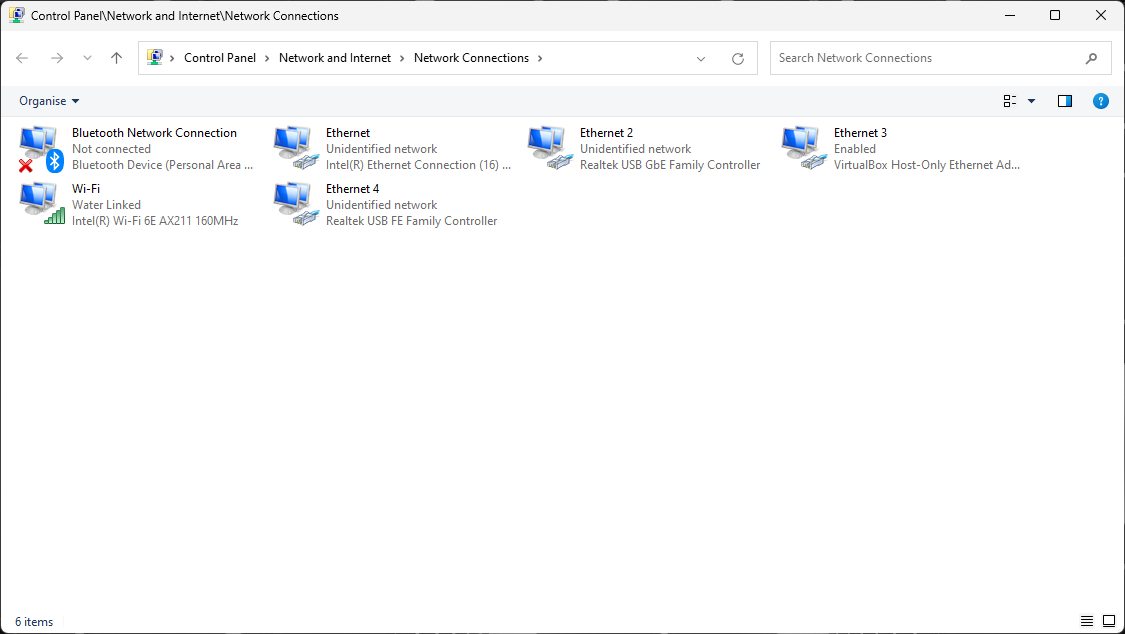 Control Panel\Network and Internet\Network Connections
Control Panel > Network and Internet > Network Connections >
Search Network Connections
Organise
?
Bluetooth Network Connection
Not connected
Bluetooth Device (Personal Area ...
Ethernet
Unidentified network
Intel(R) Ethernet Connection (16) ...
Ethernet 2
Unidentified network
Realtek USB GbE Family Controller
Ethernet 3
Enabled
VirtualBox Host-Only Ethernet Ad...
Wi-Fi
Water Linked
Intel(R) Wi-Fi 6E AX211 160MHz
Ethernet 4
Unidentified network
Realtek USB FE Family Controller
6 items